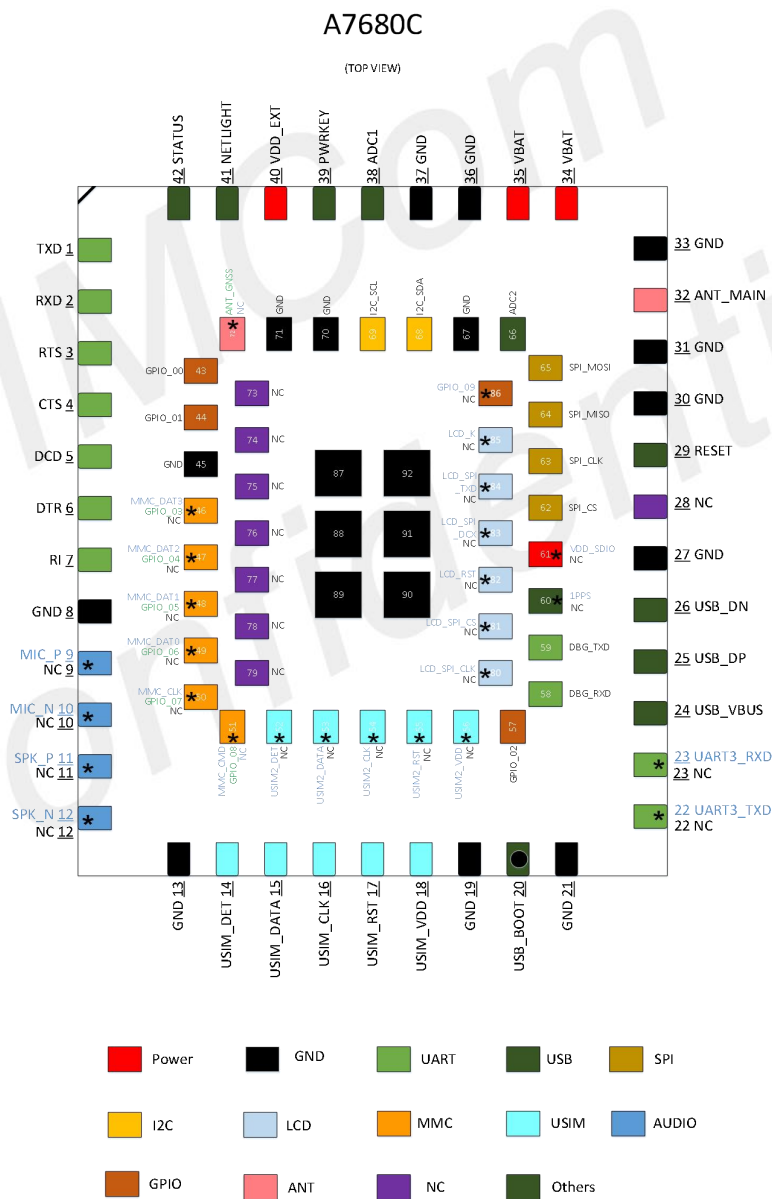 A7680C
(TOP VIEW)
42 STATUS
41 NETLIGHT
40 VDD_EXT
39 PWRKEY
38 ADC1
37 GND
36 GND
35 VBAT
34 VBAT
TXD 1
RXD 2
RTS 3
CTS 4
DCD 5
DTR 6
RI 7
GND 8
MIC_P 9
NC 9
MIC_N 10
NC 10
SPK_P 11
NC 11
SPK_N 12
NC 12
33 GND
32 ANT_MAIN
31 GND
30 GND
29 RESET
28 NC
27 GND
26 USB_DN
25 USB_DP
24 USB_VBUS
23 UART3_RXD
23 NC
22 UART3_TXD
22 NC
ANT_GNSS
NC
GND
71
GND
70
I2C_SCL
69
I2C_SDA
68
GND
67
ADC2
66
GPIO_00 43
GPIO_01 44
GND 45
MMC_DAT3
GPIO_03 46
NC
MMC_DAT2
GPIO_04 47
NC
MMC_DAT1
GPIO_05 48
NC
MMC_DAT0
GPIO_06 49
NC
MMC_CLK
GPIO_07 50
NC
73 NC
74 NC
75 NC
76 NC
77 NC
78 NC
79 NC
87 92
88 91
89 90
GPIO_09 86
NC
LCD_K 85
NC
LCD_SPI
_TXD 84
NC
LCD_SPI
_DCX 83
NC
LCD_RST 82
NC
LCD_SPI_CS 81
NC
LCD_SPI_CLK 80
NC
65 SPI_MOSI
64 SPI_MISO
63 SPI_CLK
62 SPI_CS
61 VDD_SDIO
NC
60 1PPS
NC
59 DBG_TXD
58 DBG_RXD
51
MMC_CMD
GPIO_08
NC
USIM2_DET
NC
USIM2_DATA
NC
USIM2_CLK
NC
USIM2_RST
NC
USIM2_VDD
NC
57
GPIO_02
GND 13
USIM_DET 14
USIM_DATA 15
USIM_CLK 16
USIM_RST 17
USIM_VDD 18
GND 19
USB_BOOT 20
GND 21
Power GND UART USB SPI
I2C LCD MMC USIM AUDIO
GPIO ANT NC Others